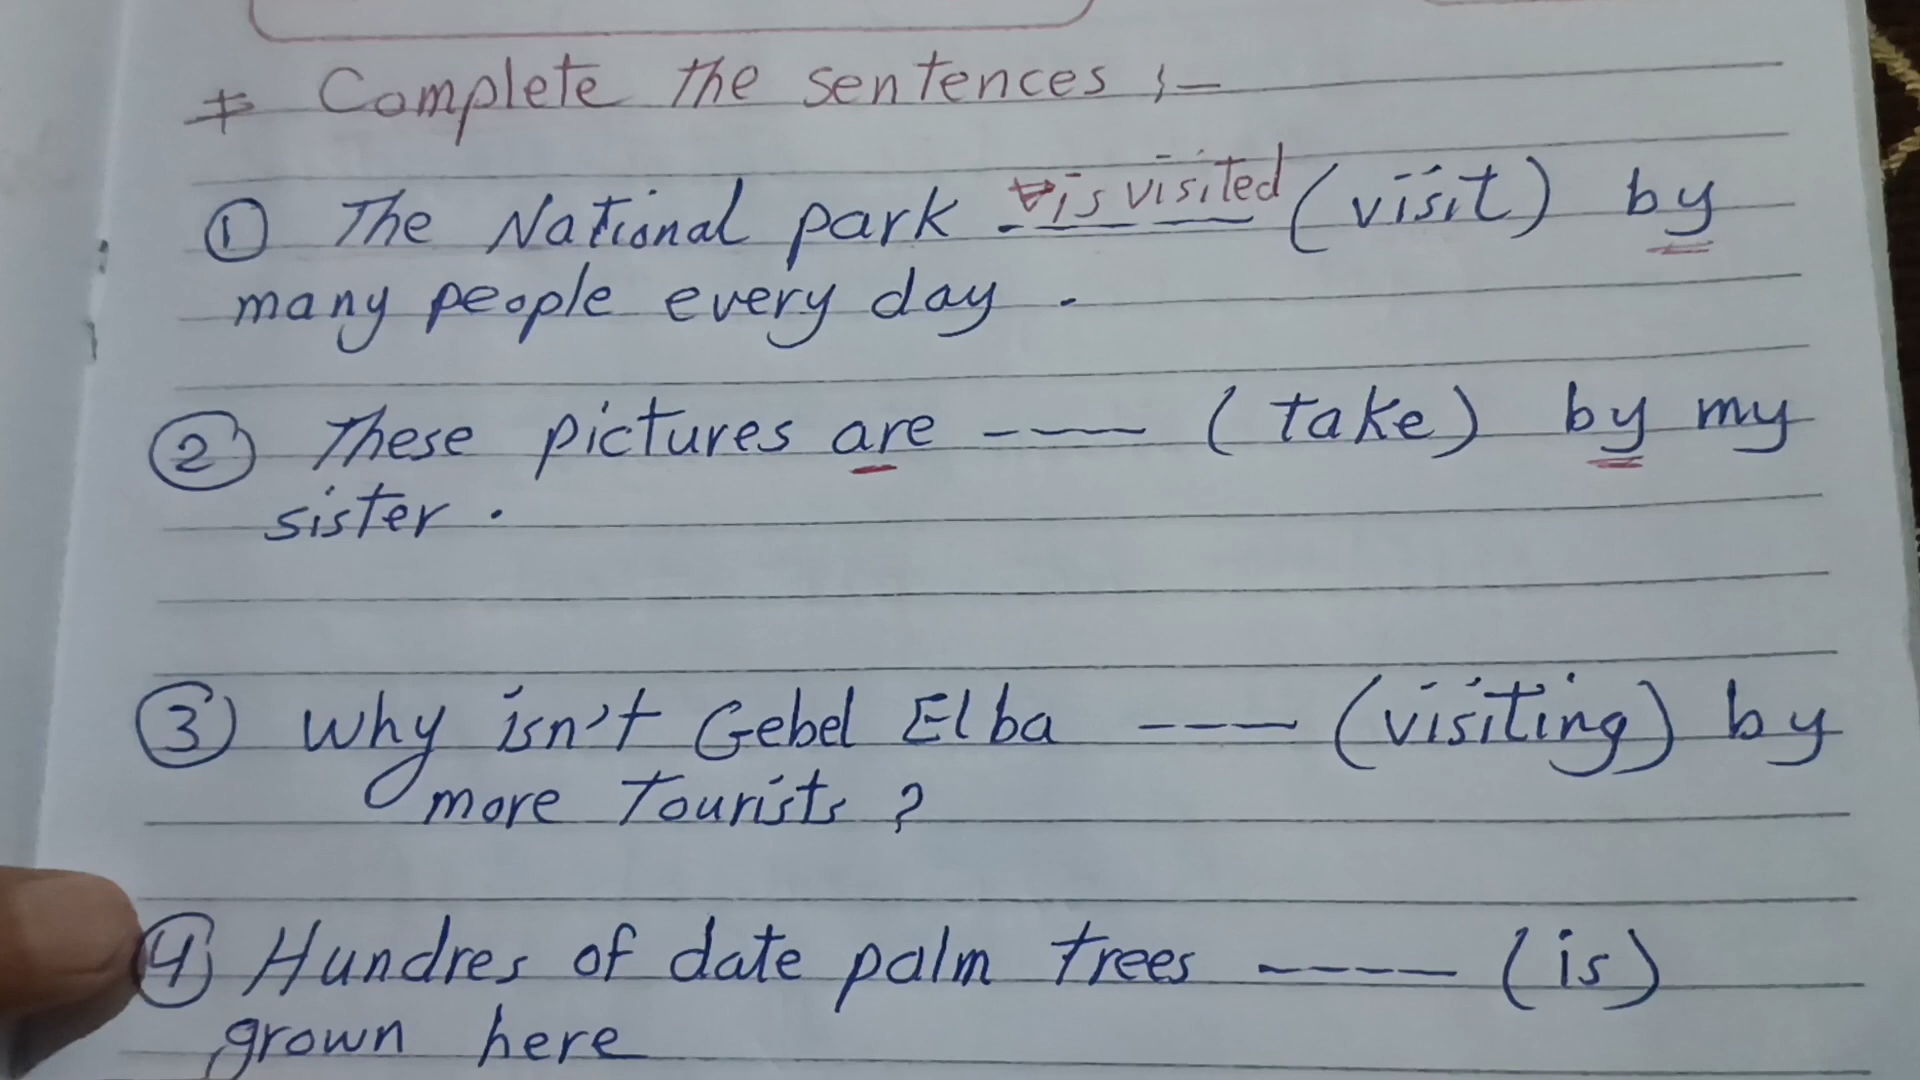 * Complete the sentences :-
① The National park is visited (visit) by
many people every day.
② These pictures are ---- (take) by my
sister.
③ Why isn't Gebel Elba ---- (visiting) by
more Tourists ?
④ Hundres of date palm trees ---- (is)
grown here